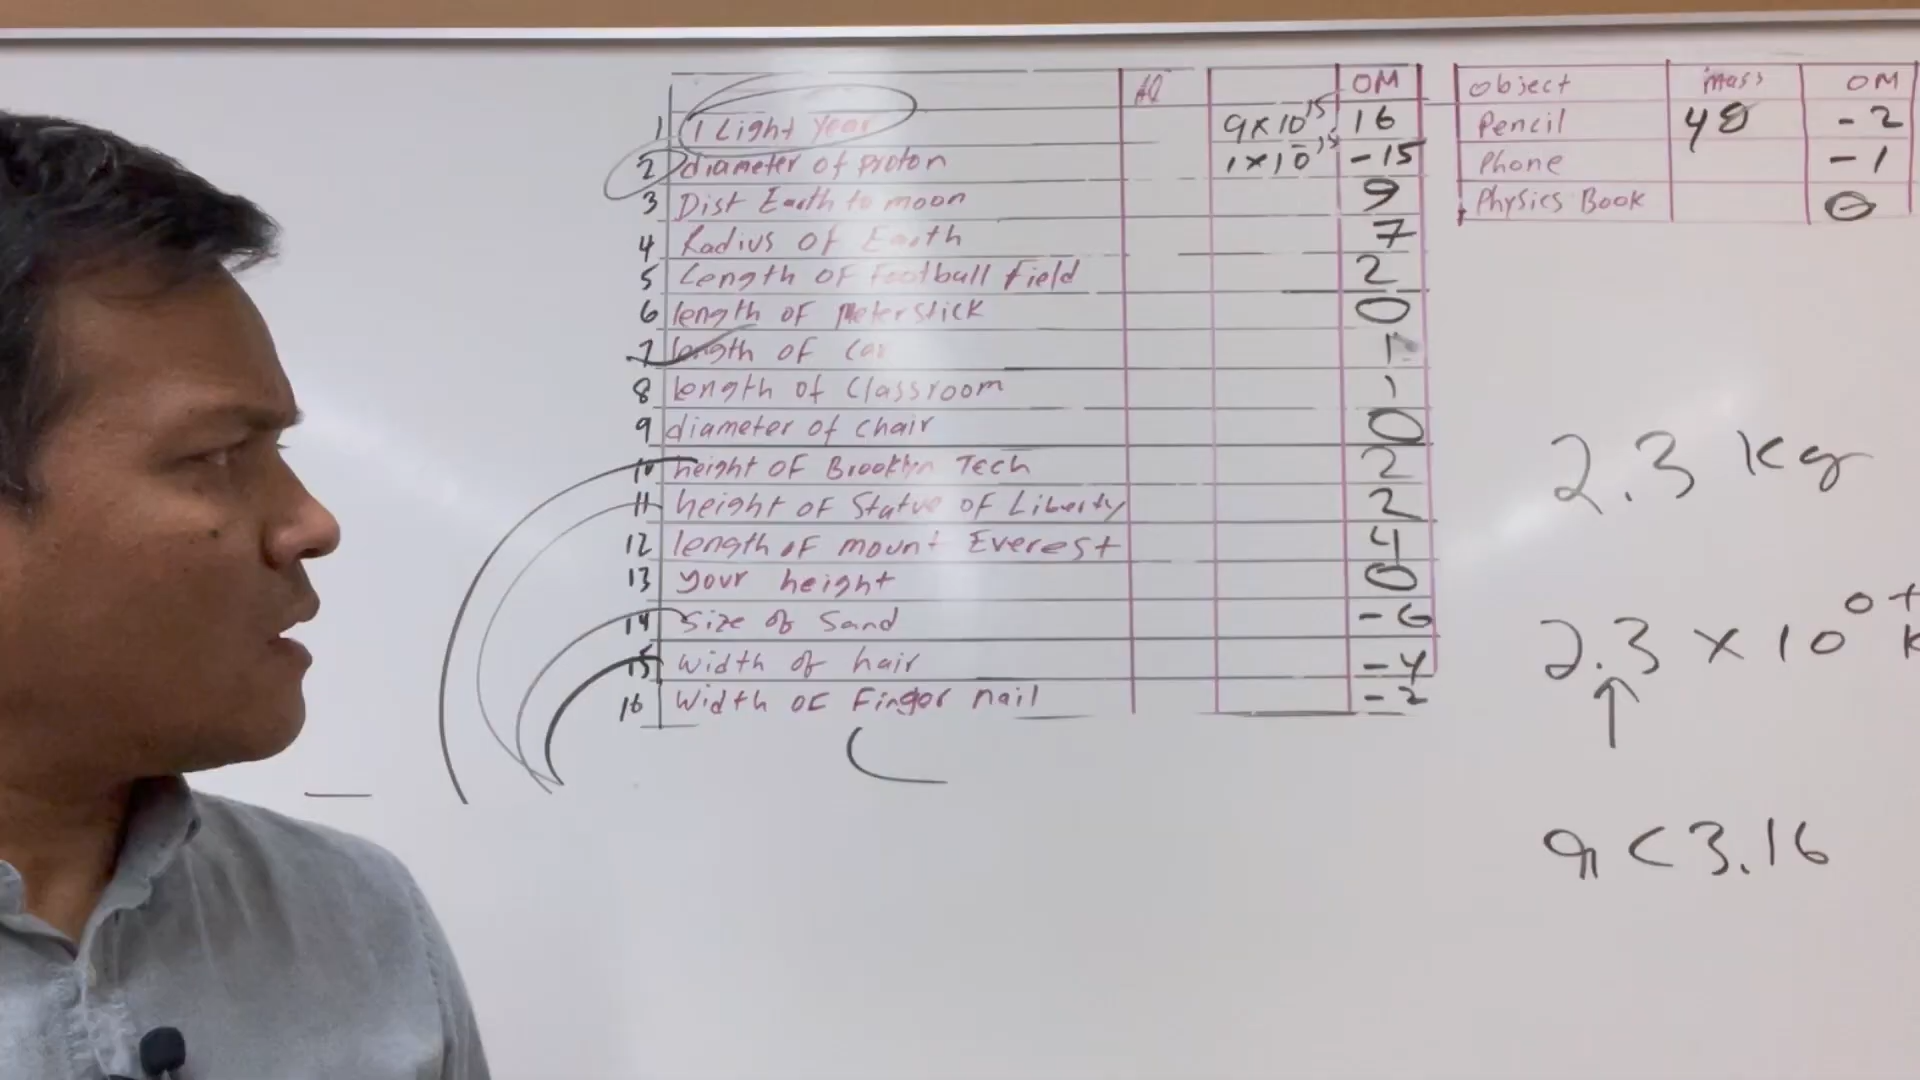 AQ OM
1 1 Light Year 9×10^15 16
2 diameter of proton 1×10^-15 -15
3 Dist Earth to moon 9
4 Radius of Earth 7
5 Length of football field 2
6 length of Meterstick 0
7 length of Car 1
8 length of Classroom 1
9 diameter of chair 0
10 height of Brooklyn Tech 2
11 height of Statue of Liberty 2
12 length of mount Everest 4
13 your height 0
14 Size of Sand -6
15 width of hair -4
16 Width of Finger nail -2
Object mass OM
Pencil -2
Phone -1
Physics Book 0
2.3 kg
2.3 × 10^0
< 3.16